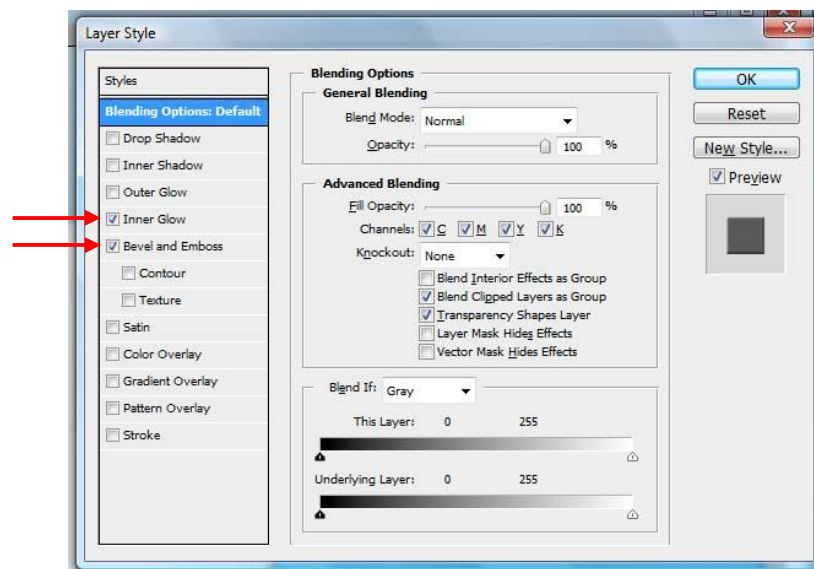 Layer Style
Styles
Blending Options: Default
Drop Shadow
Inner Shadow
Outer Glow
Inner Glow
Bevel and Emboss
Contour
Texture
Satin
Color Overlay
Gradient Overlay
Pattern Overlay
Stroke
Blending Options
General Blending
Blend Mode: Normal
Opacity: 100 %
Advanced Blending
Fill Opacity: 100 %
Channels: C M Y K
Knockout: None
Blend Interior Effects as Group
Blend Clipped Layers as Group
Transparency Shapes Layer
Layer Mask Hides Effects
Vector Mask Hides Effects
Blend If: Gray
This Layer: 0 255
Underlying Layer: 0 255
OK
Reset
New Style...
Preview